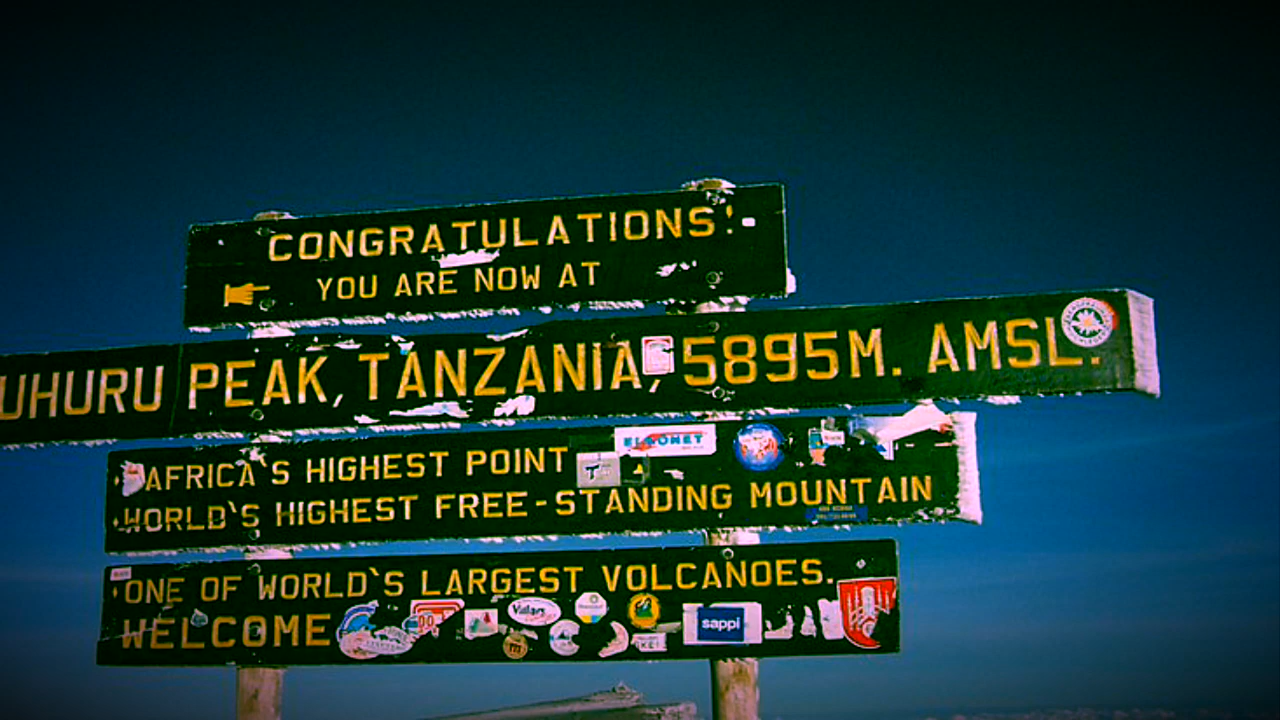 CONGRATULATIONS!
YOU ARE NOW AT
UHURU PEAK, TANZANIA, 5895M. AMSL.
AFRICA'S HIGHEST POINT
WORLD'S HIGHEST FREE-STANDING MOUNTAIN
ONE OF WORLD'S LARGEST VOLCANOES.
WELCOME
sappi